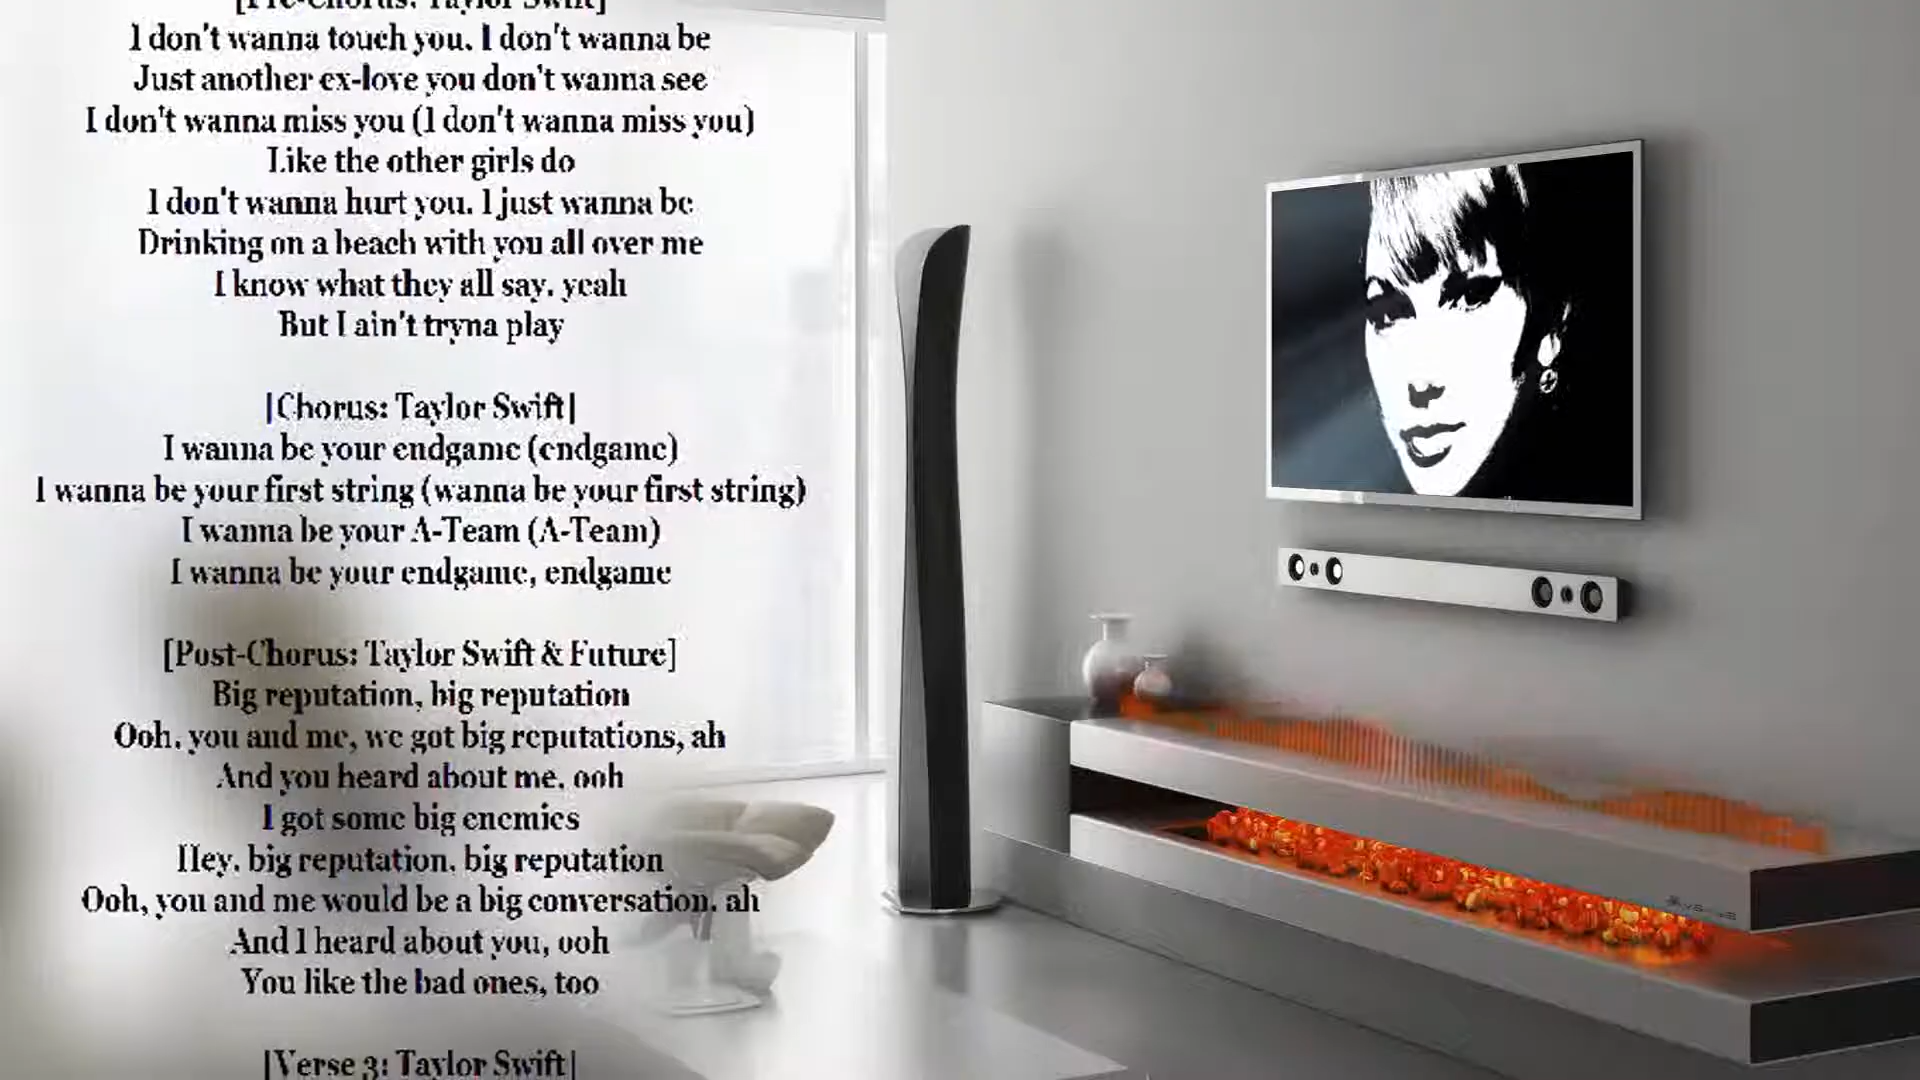 [Pre-Chorus: Taylor Swift]
I don't wanna touch you, I don't wanna be
Just another ex-love you don't wanna see
I don't wanna miss you (I don't wanna miss you)
Like the other girls do
I don't wanna hurt you, I just wanna be
Drinking on a beach with you all over me
I know what they all say, yeah
But I ain't tryna play
[Chorus: Taylor Swift]
I wanna be your endgame (endgame)
I wanna be your first string (wanna be your first string)
I wanna be your A-Team (A-Team)
I wanna be your endgame, endgame
[Post-Chorus: Taylor Swift & Future]
Big reputation, big reputation
Ooh, you and me, we got big reputations, ah
And you heard about me, ooh
I got some big enemies
Hey, big reputation, big reputation
Ooh, you and me would be a big conversation, ah
And I heard about you, ooh
You like the bad ones, too
[Verse 3: Taylor Swift]